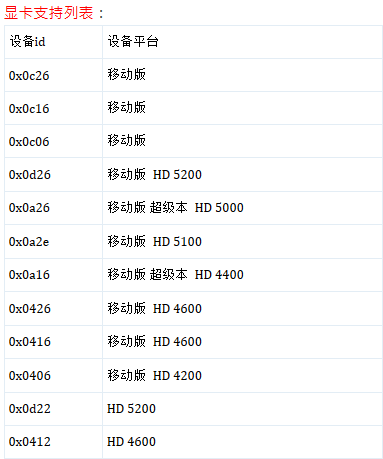 显卡支持列表：
设备id 设备平台
0x0c26 移动版
0x0c16 移动版
0x0c06 移动版
0x0d26 移动版 HD 5200
0x0a26 移动版 超级本 HD 5000
0x0a2e 移动版 HD 5100
0x0a16 移动版 超级本 HD 4400
0x0426 移动版 HD 4600
0x0416 移动版 HD 4600
0x0406 移动版 HD 4200
0x0d22 HD 5200
0x0412 HD 4600